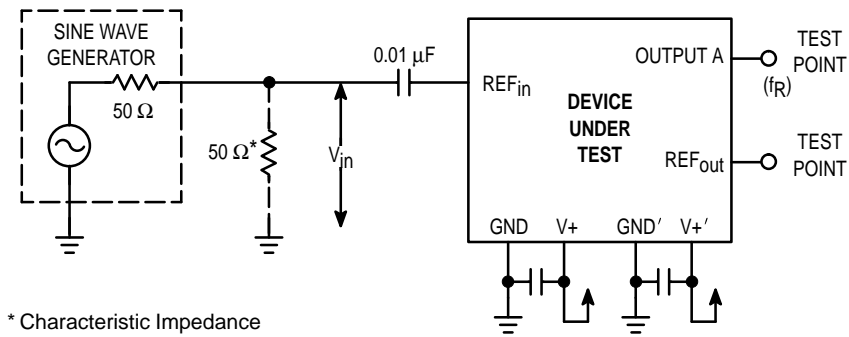 SINE WAVE
GENERATOR
50 Ω
50 Ω*
Vin
0.01 μF
REFin
DEVICE
UNDER
TEST
OUTPUT A
(fR)
TEST
POINT
REFout
TEST
POINT
GND
V+
GND′
V+′
* Characteristic Impedance